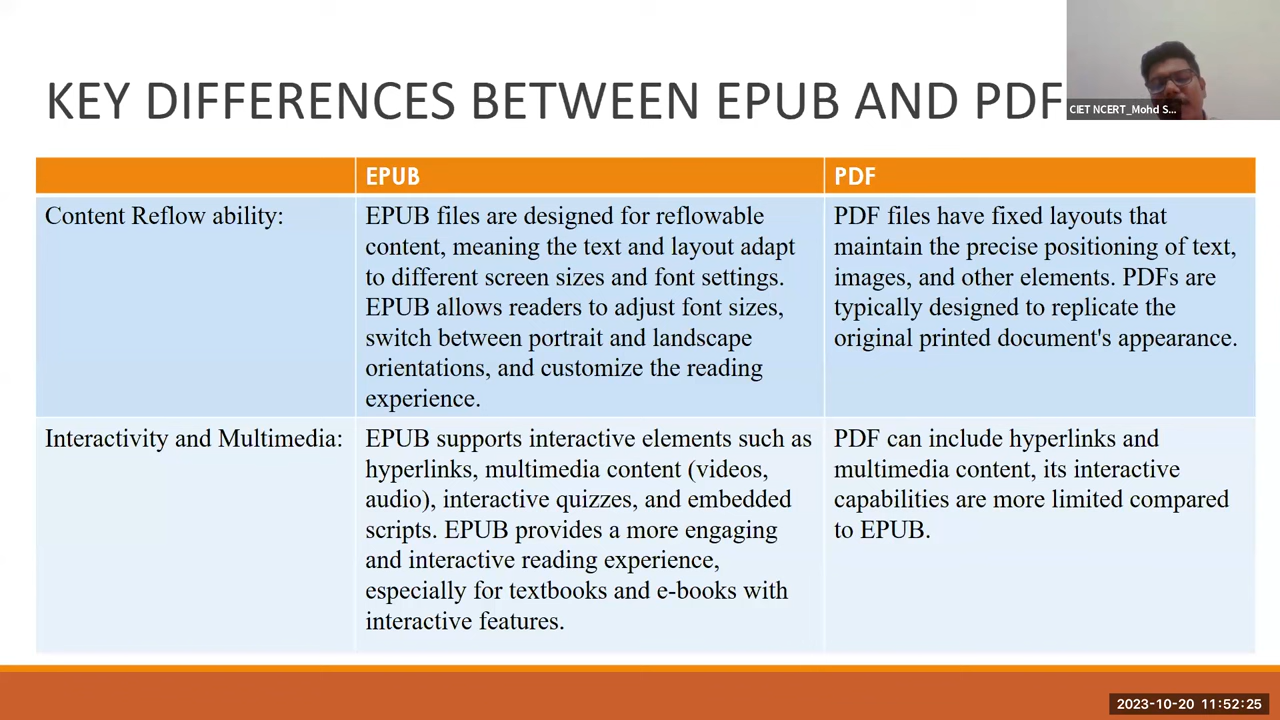 KEY DIFFERENCES BETWEEN EPUB AND PDF
CIET NCERT_Mohd S...
EPUB
PDF
Content Reflow ability:
EPUB files are designed for reflowable
content, meaning the text and layout adapt
to different screen sizes and font settings.
EPUB allows readers to adjust font sizes,
switch between portrait and landscape
orientations, and customize the reading
experience.
PDF files have fixed layouts that
maintain the precise positioning of text,
images, and other elements. PDFs are
typically designed to replicate the
original printed document's appearance.
Interactivity and Multimedia:
EPUB supports interactive elements such as
hyperlinks, multimedia content (videos,
audio), interactive quizzes, and embedded
scripts. EPUB provides a more engaging
and interactive reading experience,
especially for textbooks and e-books with
interactive features.
PDF can include hyperlinks and
multimedia content, its interactive
capabilities are more limited compared
to EPUB.
2023-10-20 11:52:25